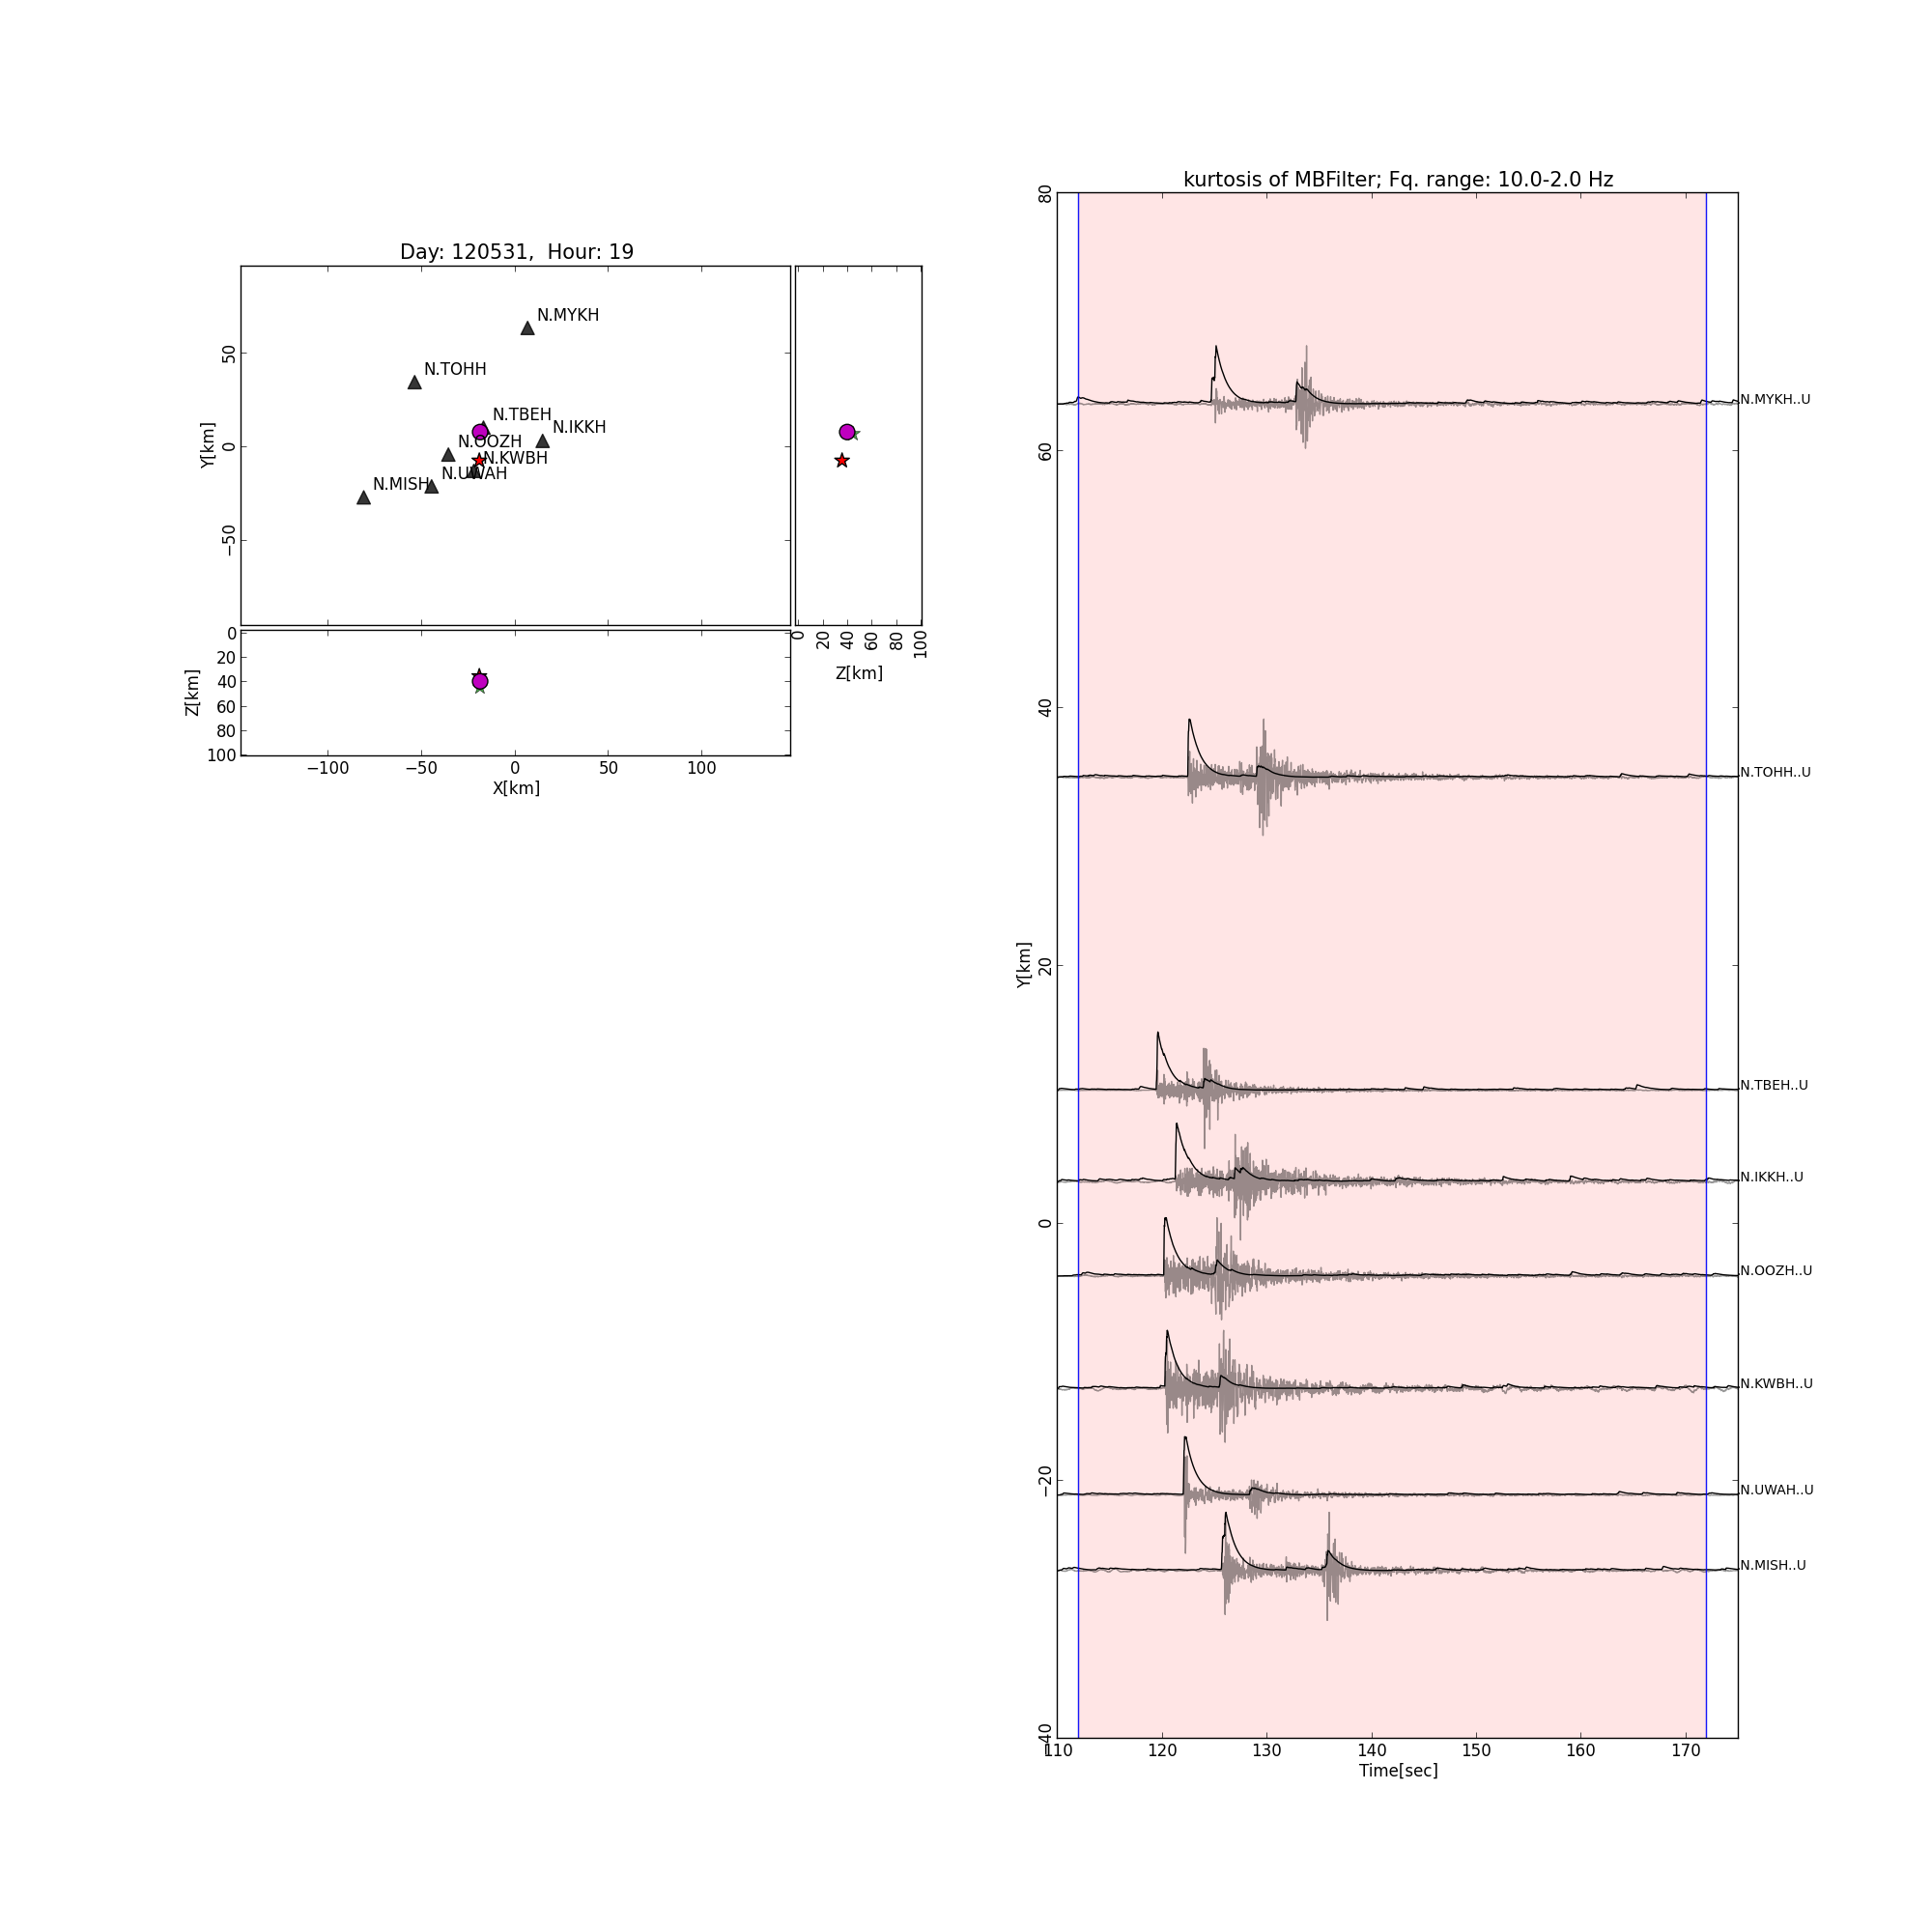 Day: 120531,  Hour: 19
N.MYKH
N.TOHH
N.TBEH
N.IKKH
N.OOZH
N.KWBH
N.UWAH
N.MISH
Y[km]
50
0
−50
0
20
40
60
80
100
Z[km]
Z[km]
0
20
40
60
80
100
−100
−50
0
50
100
X[km]
kurtosis of MBFilter; Fq. range: 10.0-2.0 Hz
80
60
40
20
0
−20
−40
Y[km]
N.MYKH..U
N.TOHH..U
N.TBEH..U
N.IKKH..U
N.OOZH..U
N.KWBH..U
N.UWAH..U
N.MISH..U
110
120
130
140
150
160
170
Time[sec]